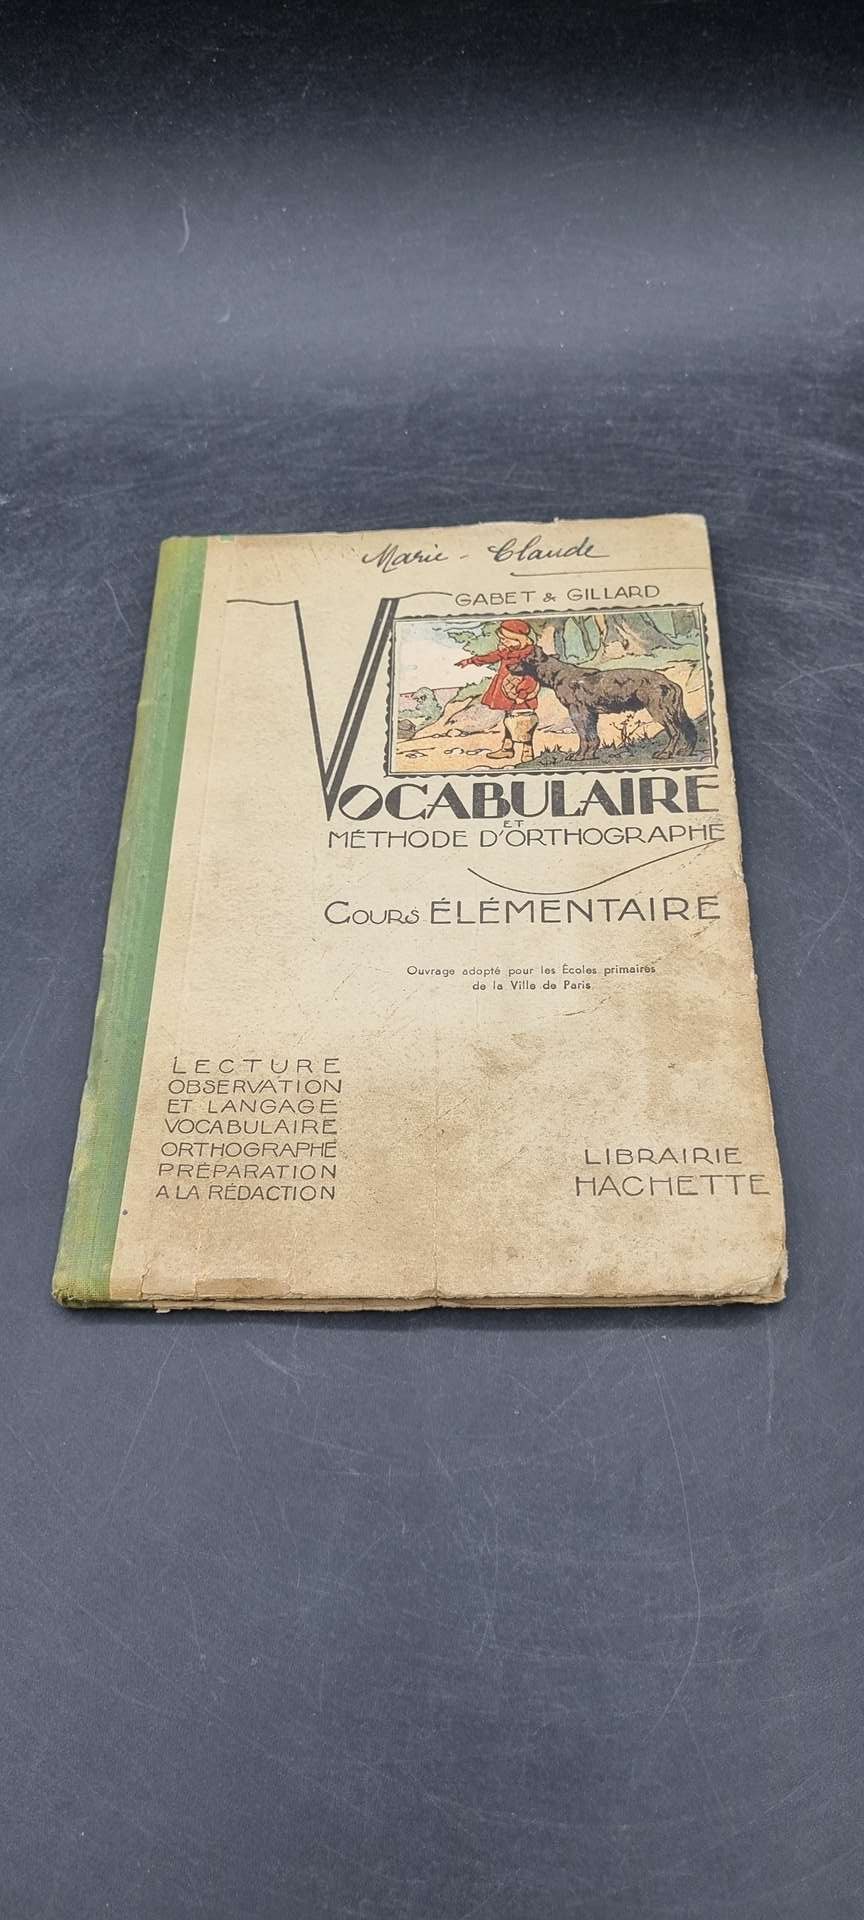 Marie - Claude
GABET & GILLARD
VOCABULAIRE
ET
MÉTHODE D'ORTHOGRAPHE
COURS ÉLÉMENTAIRE
Ouvrage adopté pour les Écoles primaires
de la Ville de Paris
LECTURE
OBSERVATION
ET LANGAGE
VOCABULAIRE
ORTHOGRAPHE
PRÉPARATION
A LA RÉDACTION
LIBRAIRIE
HACHETTE